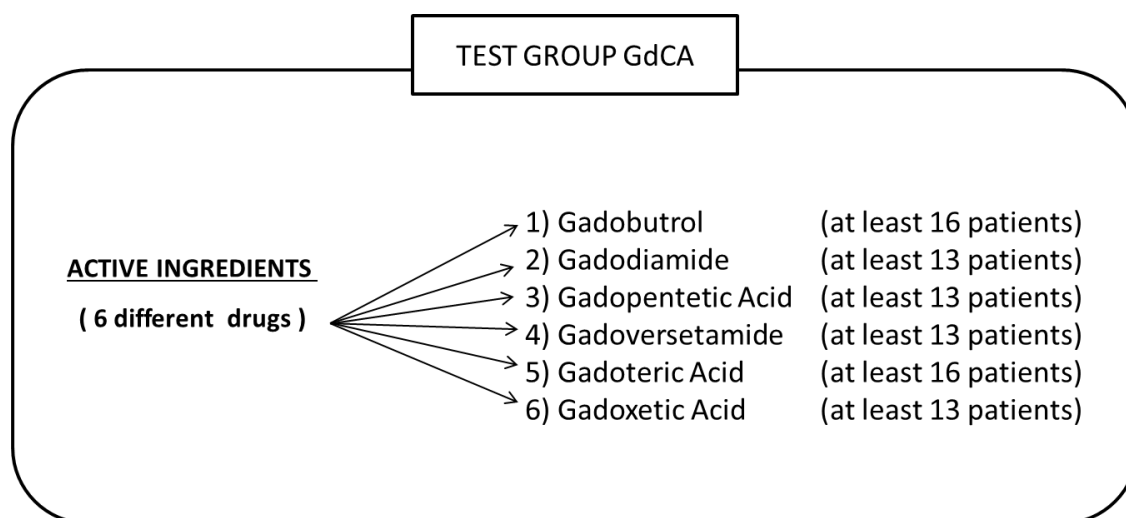 TEST GROUP GdCA
ACTIVE INGREDIENTS
( 6 different drugs )
1) Gadobutrol (at least 16 patients)
2) Gadodiamide (at least 13 patients)
3) Gadopentetic Acid (at least 13 patients)
4) Gadoversetamide (at least 13 patients)
5) Gadoteric Acid (at least 16 patients)
6) Gadoxetic Acid (at least 13 patients)